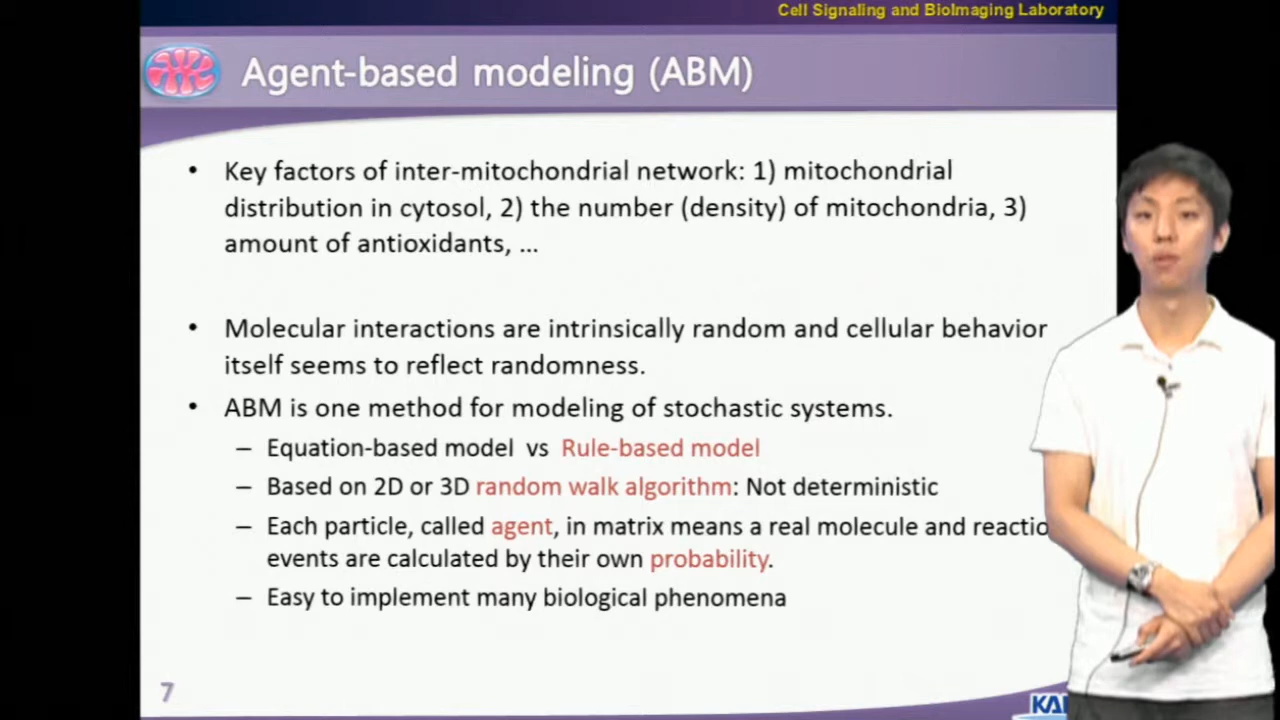 Cell Signaling and BioImaging Laboratory
Agent-based modeling (ABM)
• Key factors of inter-mitochondrial network: 1) mitochondrial
distribution in cytosol, 2) the number (density) of mitochondria, 3)
amount of antioxidants, ...
• Molecular interactions are intrinsically random and cellular behavior
itself seems to reflect randomness.
• ABM is one method for modeling of stochastic systems.
– Equation-based model vs Rule-based model
– Based on 2D or 3D random walk algorithm: Not deterministic
– Each particle, called agent, in matrix means a real molecule and reactio
events are calculated by their own probability.
– Easy to implement many biological phenomena
7